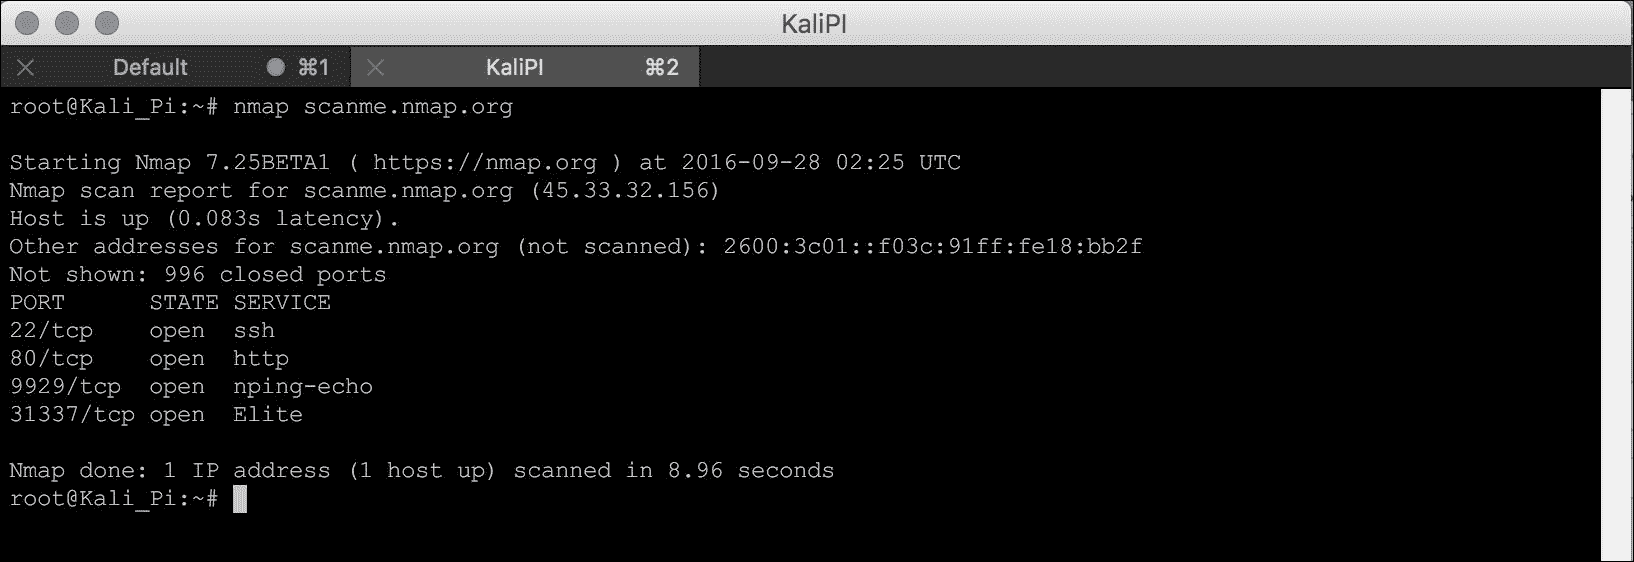 KaliPI
Default ⌘1 KaliPI ⌘2
root@Kali_Pi:~# nmap scanme.nmap.org
Starting Nmap 7.25BETA1 ( https://nmap.org ) at 2016-09-28 02:25 UTC
Nmap scan report for scanme.nmap.org (45.33.32.156)
Host is up (0.083s latency).
Other addresses for scanme.nmap.org (not scanned): 2600:3c01::f03c:91ff:fe18:bb2f
Not shown: 996 closed ports
PORT      STATE SERVICE
22/tcp    open  ssh
80/tcp    open  http
9929/tcp  open  nping-echo
31337/tcp open  Elite
Nmap done: 1 IP address (1 host up) scanned in 8.96 seconds
root@Kali_Pi:~#